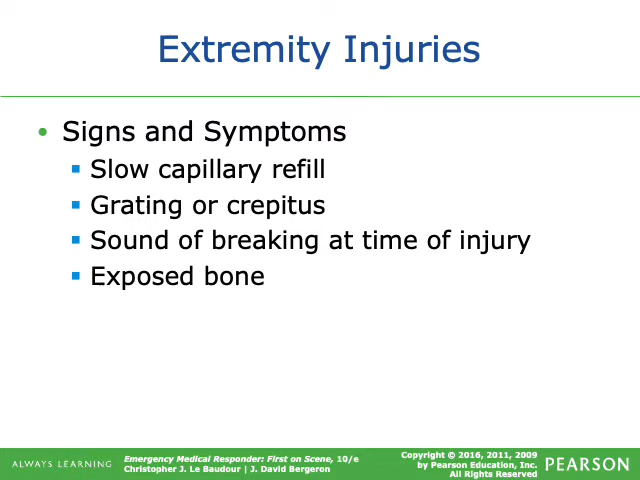 Extremity Injuries
• Signs and Symptoms
▪ Slow capillary refill
▪ Grating or crepitus
▪ Sound of breaking at time of injury
▪ Exposed bone
ALWAYS LEARNING
Emergency Medical Responder: First on Scene, 10/e
Christopher J. Le Baudour | J. David Bergeron
Copyright © 2016, 2011, 2009
by Pearson Education, Inc.
All Rights Reserved
PEARSON